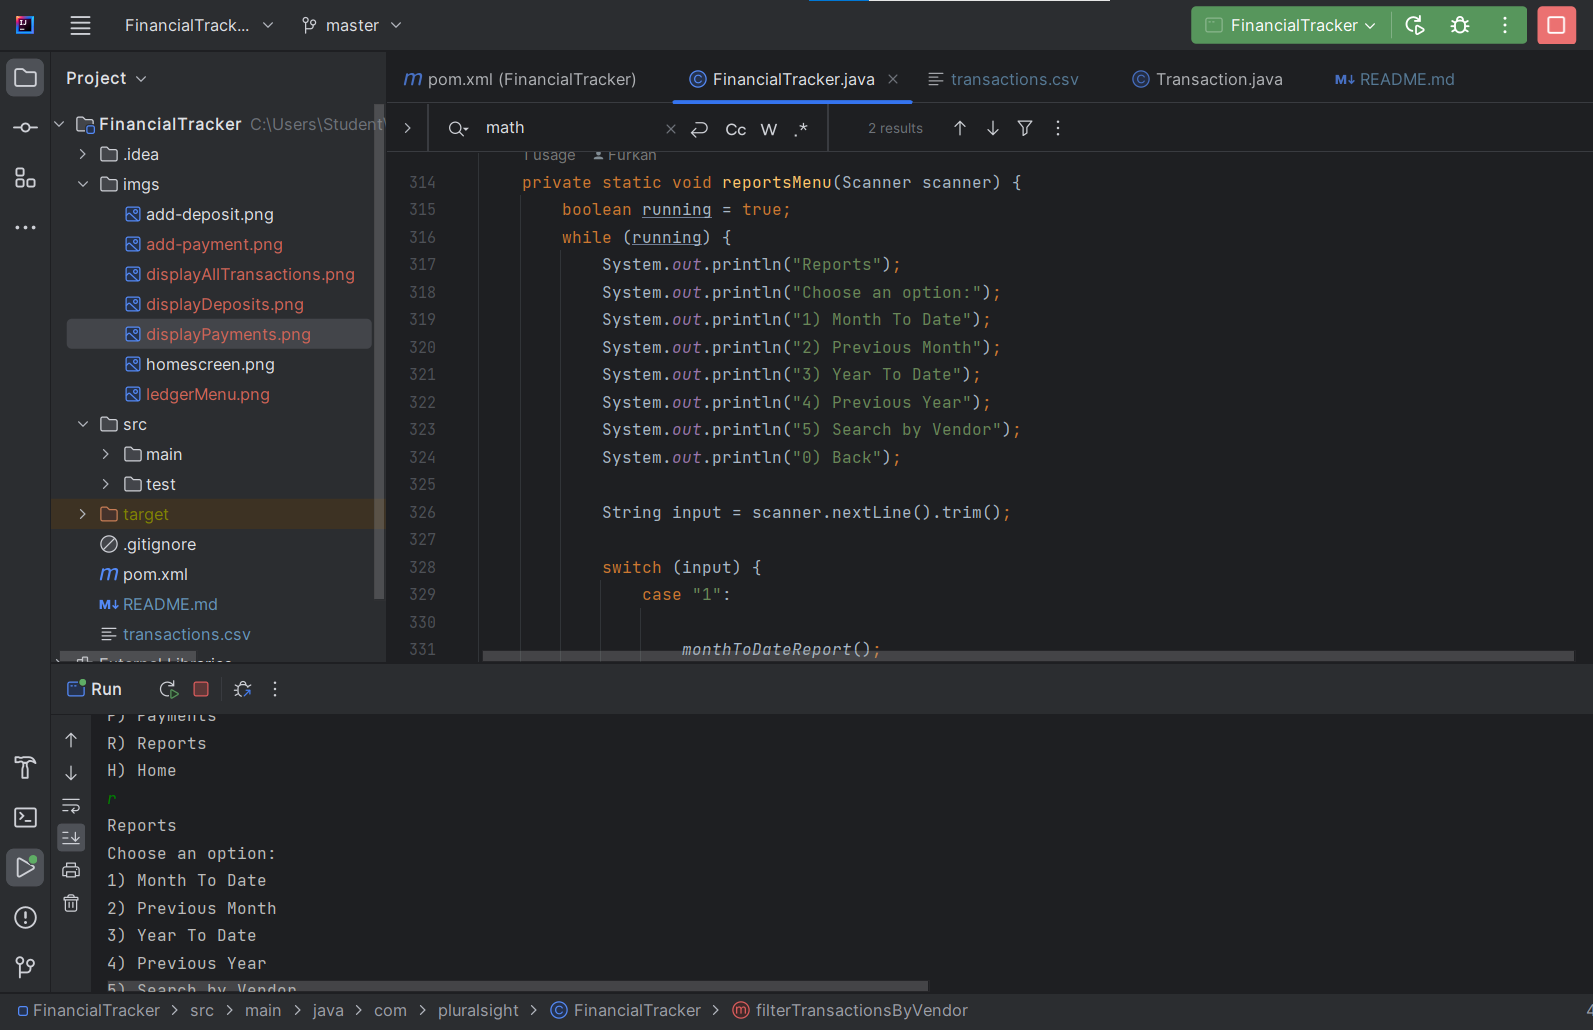 FinancialTrack...
master
FinancialTracker
Project
pom.xml (FinancialTracker)
FinancialTracker.java
transactions.csv
Transaction.java
README.md
math
Cc
W
.*
2 results
FinancialTracker C:\Users\Student\
.idea
imgs
add-deposit.png
add-payment.png
displayAllTransactions.png
displayDeposits.png
displayPayments.png
homescreen.png
ledgerMenu.png
src
main
test
target
.gitignore
pom.xml
README.md
transactions.csv
External Libraries
1 usage Furkan
314 private static void reportsMenu(Scanner scanner) {
315 boolean running = true;
316 while (running) {
317 System.out.println("Reports");
318 System.out.println("Choose an option:");
319 System.out.println("1) Month To Date");
320 System.out.println("2) Previous Month");
321 System.out.println("3) Year To Date");
322 System.out.println("4) Previous Year");
323 System.out.println("5) Search by Vendor");
324 System.out.println("0) Back");
325
326 String input = scanner.nextLine().trim();
327
328 switch (input) {
329 case "1":
330
331 monthToDateReport();
Run
P) Payments
R) Reports
H) Home
r
Reports
Choose an option:
1) Month To Date
2) Previous Month
3) Year To Date
4) Previous Year
5) Search by Vendor
FinancialTracker > src > main > java > com > pluralsight > FinancialTracker > filterTransactionsByVendor